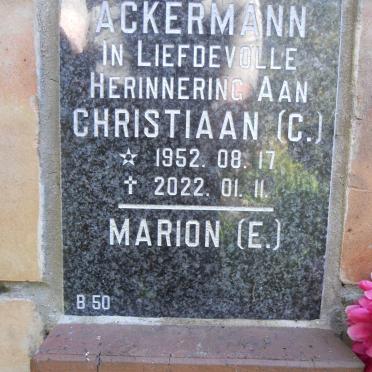 ACKERMANN
IN LIEFDEVOLLE
HERINNERING AAN
CHRISTIAAN (C.)
☆ 1952. 08. 17
✝ 2022. 01. 11
MARION (E.)
B 50